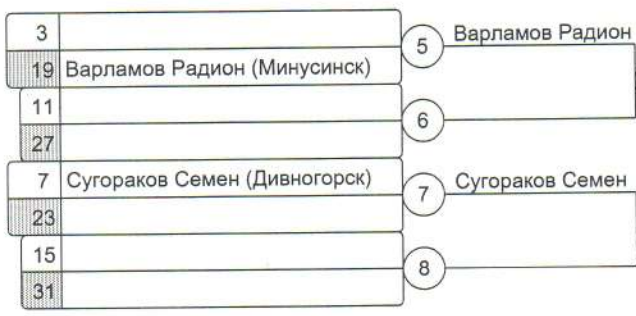 3
5 Варламов Радион
19 Варламов Радион (Минусинск)
11
6
27
7 Сугораков Семен (Дивногорск)
7 Сугораков Семен
23
15
8
31